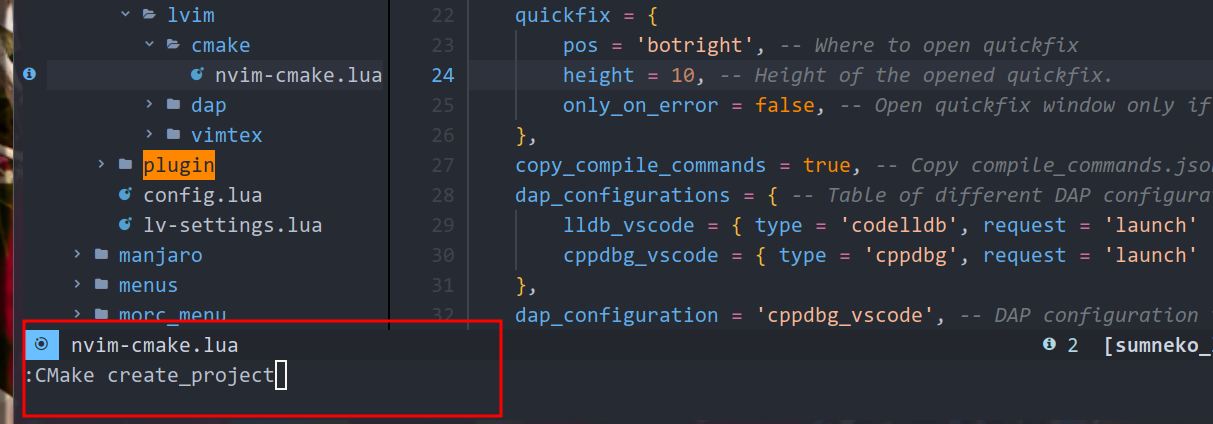 lvim
cmake
nvim-cmake.lua
dap
vimtex
plugin
config.lua
lv-settings.lua
manjaro
menus
morc_menu
22 quickfix = {
23 pos = 'botright', -- Where to open quickfix
24 height = 10, -- Height of the opened quickfix.
25 only_on_error = false, -- Open quickfix window only if
26 },
27 copy_compile_commands = true, -- Copy compile_commands.json
28 dap_configurations = { -- Table of different DAP configura
29 lldb_vscode = { type = 'codelldb', request = 'launch'
30 cppdbg_vscode = { type = 'cppdbg', request = 'launch'
31 },
32 dap_configuration = 'cppdbg_vscode', -- DAP configuration
nvim-cmake.lua 2 [sumneko_
:CMake create_project